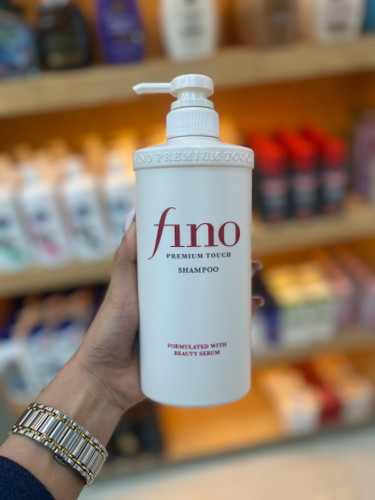 FINO PREMIUM TOUCH
fino
PREMIUM TOUCH
SHAMPOO
FORMULATED WITH
BEAUTY SERUM